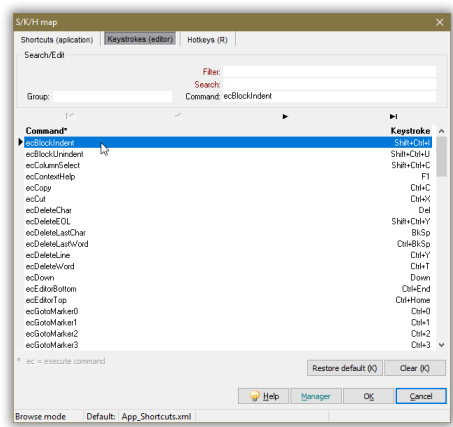 S/K/H map
Shortcuts (aplication) Keystrokes (editor) Hotkeys (R)
Search/Edit
Filter:
Search:
Group: Command: ecBlockIndent
Command* Keystroke
ecBlockIndent Shift+Ctrl+I
ecBlockUnindent Shift+Ctrl+U
ecColumnSelect Shift+Ctrl+C
ecContextHelp F1
ecCopy Ctrl+C
ecCut Ctrl+X
ecDeleteChar Del
ecDeleteEOL Shift+Ctrl+Y
ecDeleteLastChar BkSp
ecDeleteLastWord Ctrl+BkSp
ecDeleteLine Ctrl+Y
ecDeleteWord Ctrl+T
ecDown Down
ecEditorBottom Ctrl+End
ecEditorTop Ctrl+Home
ecGotoMarker0 Ctrl+0
ecGotoMarker1 Ctrl+1
ecGotoMarker2 Ctrl+2
ecGotoMarker3 Ctrl+3
* ec = execute command
Restore default (K) Clear (K)
Help Manager OK Cancel
Browse mode Default: App_Shortcuts.xml